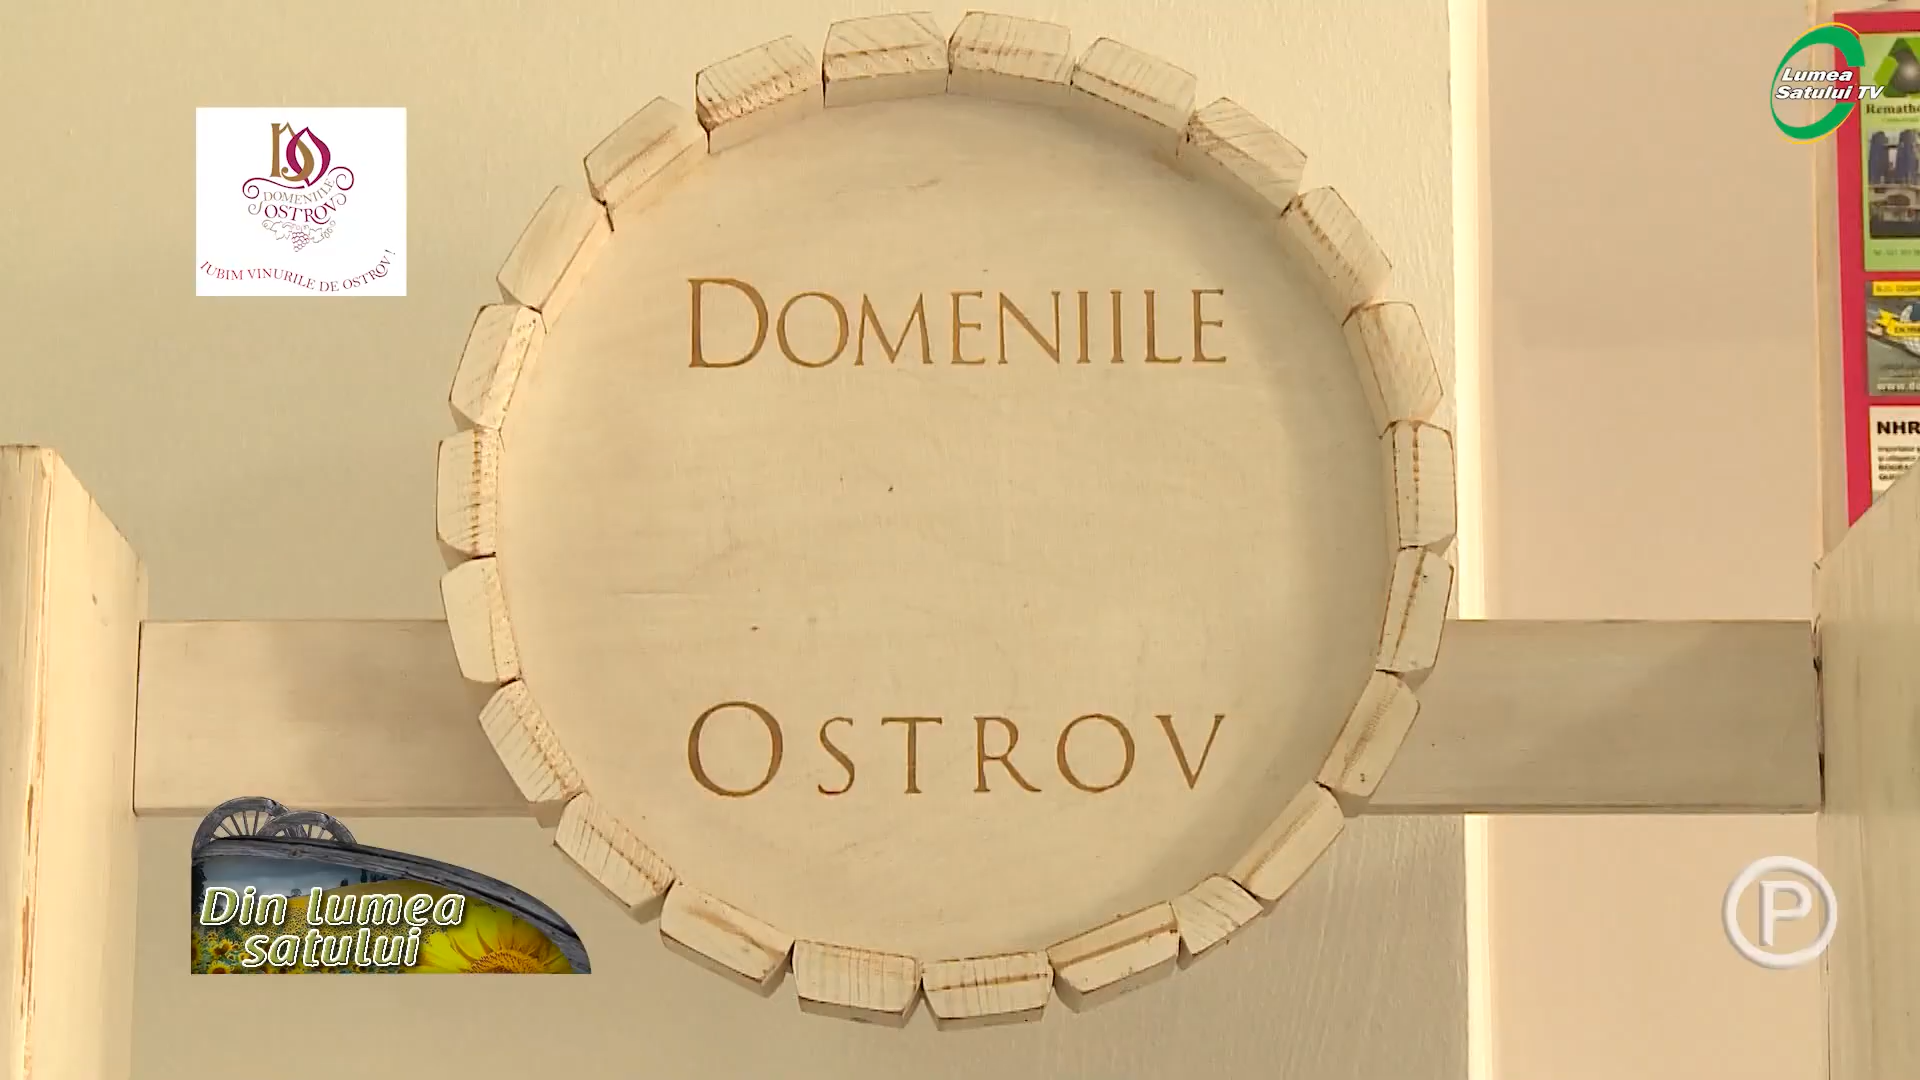 DOMENIILE
OSTROV
DOMENIILE
OSTROV
IUBIM VINURILE DE OSTROV !
Lumea
Satului TV
NHR
Din lumea
satului
P